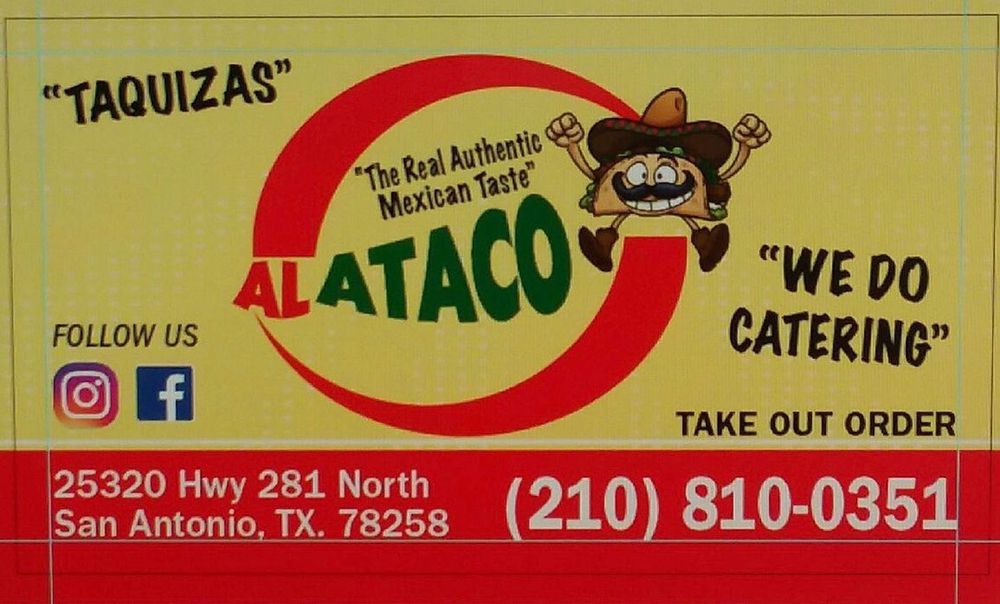 "TAQUIZAS"
"The Real Authentic
Mexican Taste"
AL ATACO
"WE DO
CATERING"
FOLLOW US
TAKE OUT ORDER
25320 Hwy 281 North
San Antonio, TX. 78258
(210) 810-0351